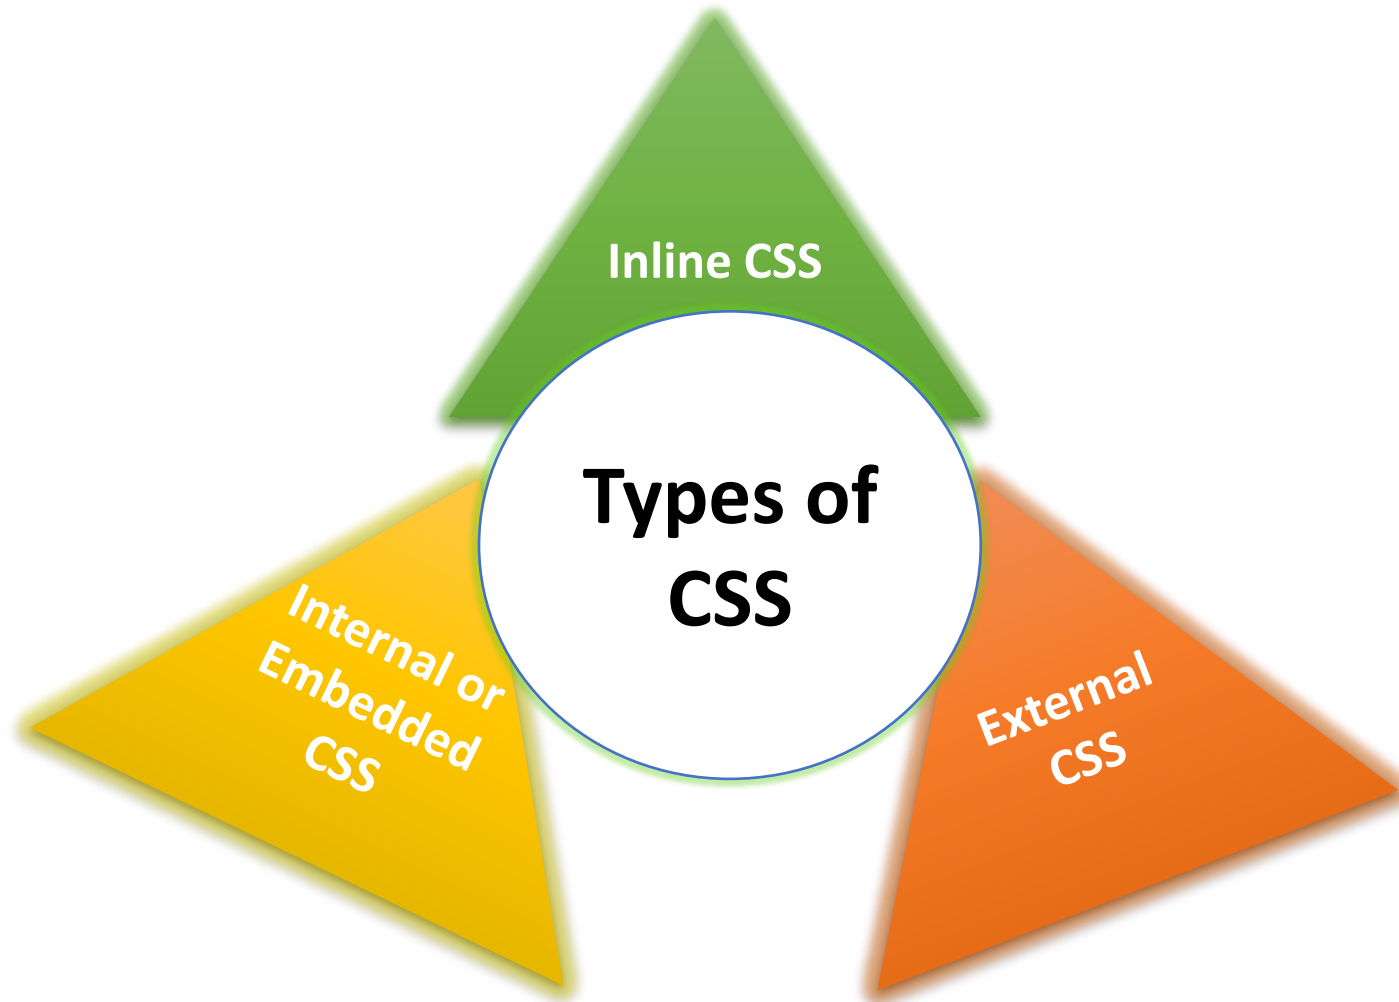 Inline CSS
Types of
CSS
Internal or
Embedded
CSS
External
CSS